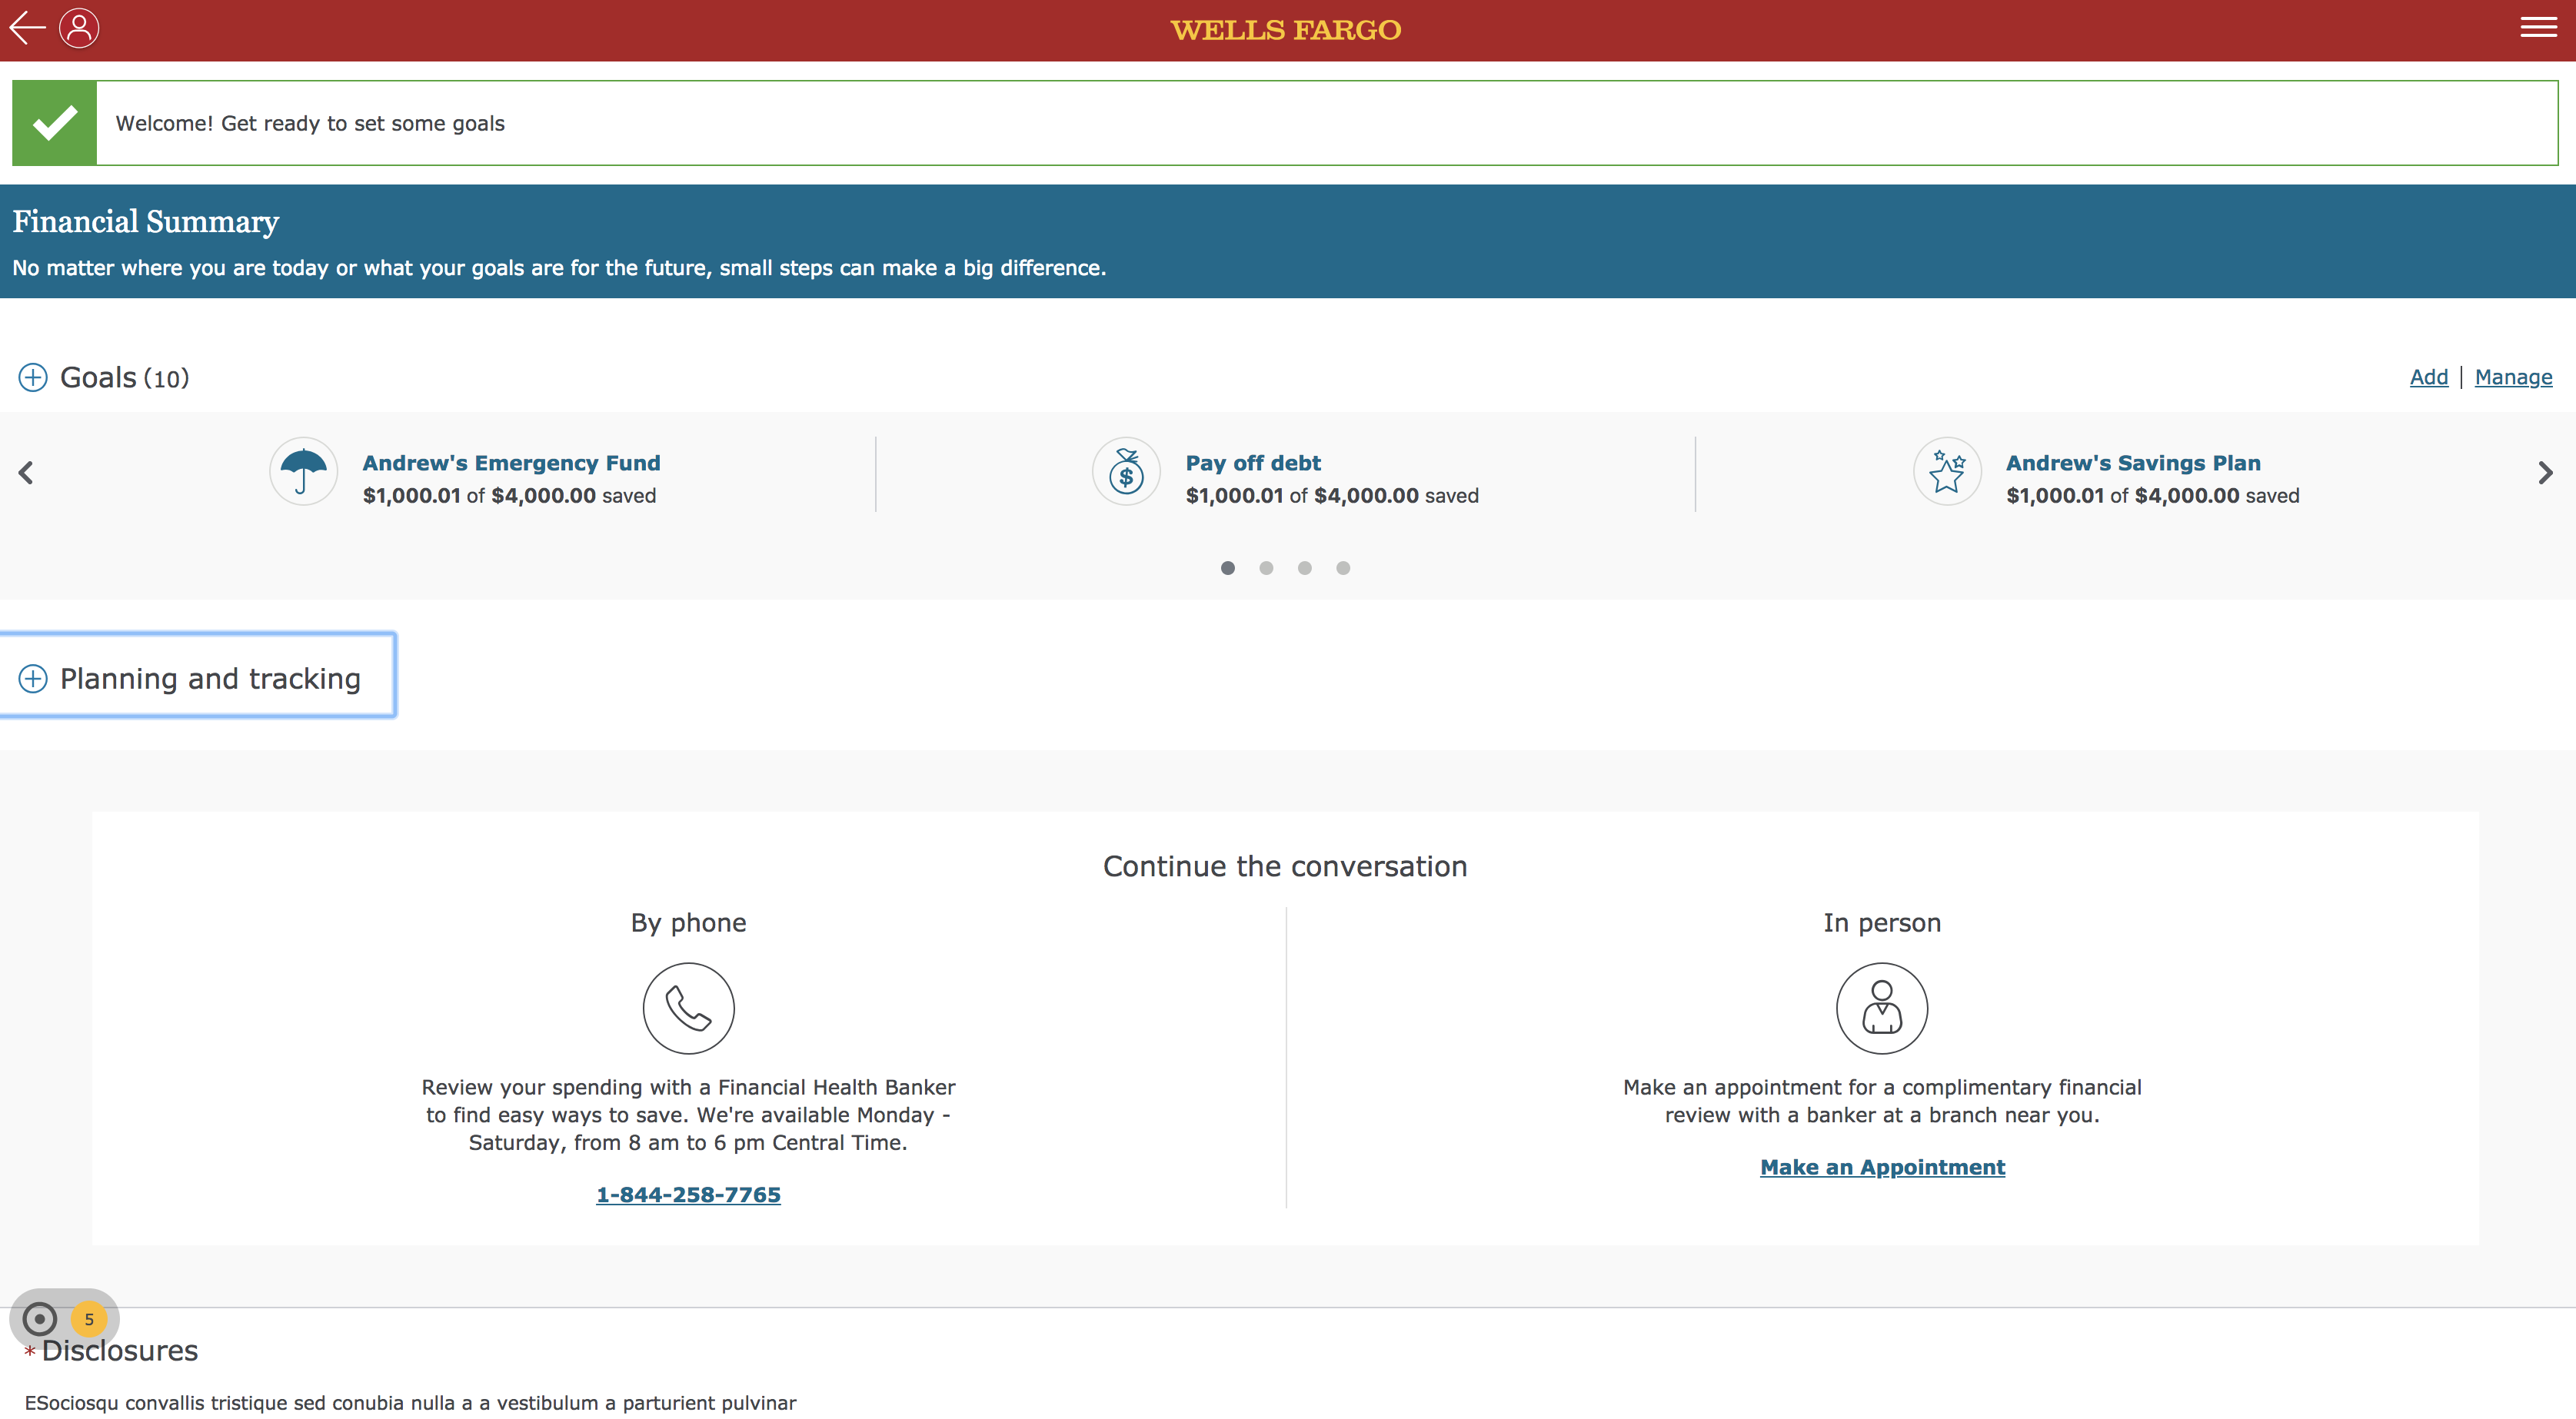 WELLS FARGO
Welcome! Get ready to set some goals
Financial Summary
No matter where you are today or what your goals are for the future, small steps can make a big difference.
Goals (10)
Add | Manage
Andrew's Emergency Fund
$1,000.01 of $4,000.00 saved
Pay off debt
$1,000.01 of $4,000.00 saved
Andrew's Savings Plan
$1,000.01 of $4,000.00 saved
Planning and tracking
Continue the conversation
By phone
Review your spending with a Financial Health Banker
to find easy ways to save. We're available Monday -
Saturday, from 8 am to 6 pm Central Time.
1-844-258-7765
In person
Make an appointment for a complimentary financial
review with a banker at a branch near you.
Make an Appointment
5
* Disclosures
ESociosqu convallis tristique sed conubia nulla a a vestibulum a parturient pulvinar